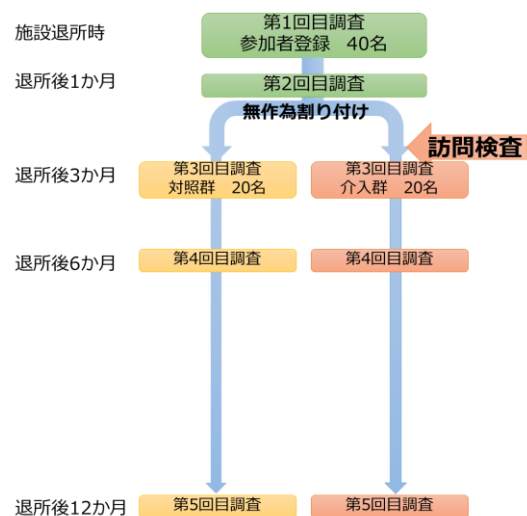 施設退所時
第1回目調査
参加者登録　40名
退所後1か月
第2回目調査
無作為割り付け
訪問検査
退所後3か月
第3回目調査
対照群　20名
第3回目調査
介入群　20名
退所後6か月
第4回目調査
第4回目調査
退所後12か月
第5回目調査
第5回目調査